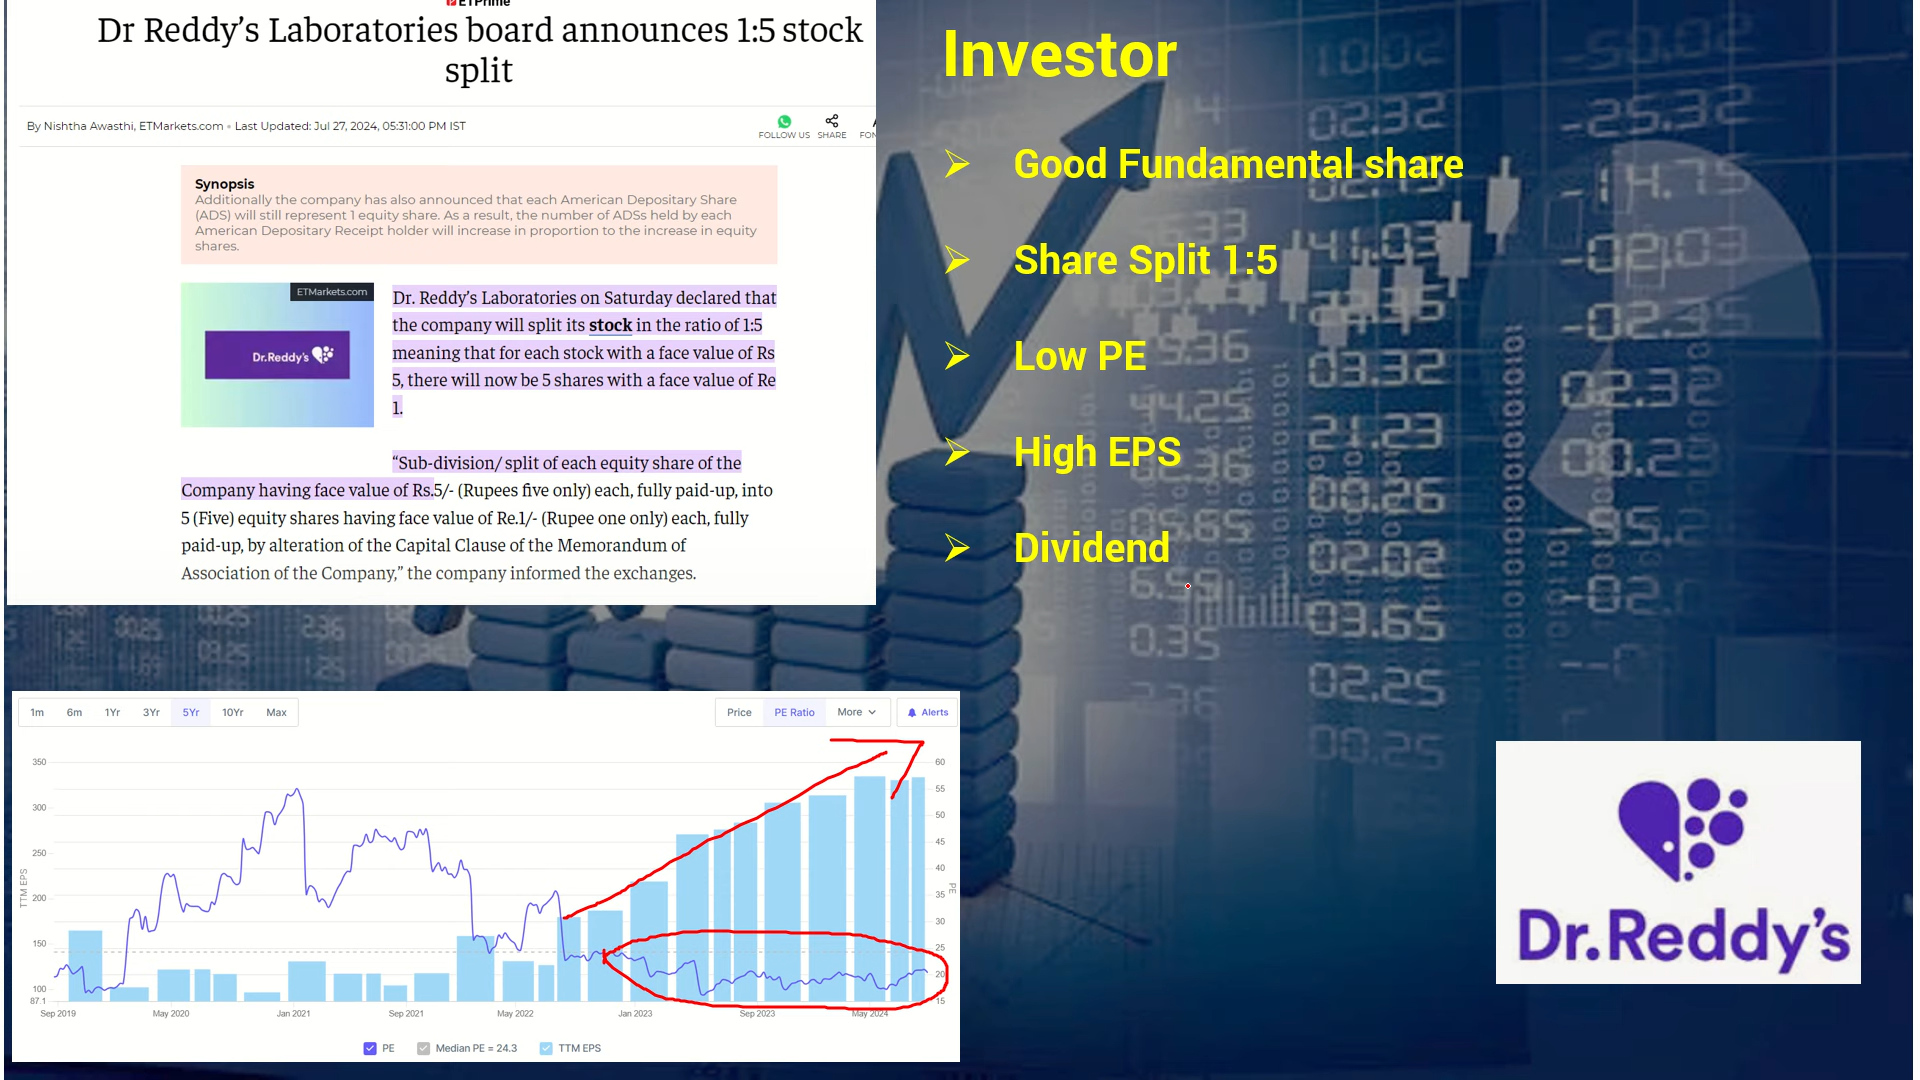 ETPrime
Dr Reddy's Laboratories board announces 1:5 stock
split
By Nishtha Awasthi, ETMarkets.com • Last Updated: Jul 27, 2024, 05:31:00 PM IST
FOLLOW US
SHARE
Synopsis
Additionally the company has also announced that each American Depositary Share
(ADS) will still represent 1 equity share. As a result, the number of ADSs held by each
American Depositary Receipt holder will increase in proportion to the increase in equity
shares.
ETMarkets.com
Dr.Reddy's
Dr. Reddy's Laboratories on Saturday declared that
the company will split its stock in the ratio of 1:5
meaning that for each stock with a face value of Rs
5, there will now be 5 shares with a face value of Re
1.
“Sub-division/ split of each equity share of the
Company having face value of Rs.5/- (Rupees five only) each, fully paid-up, into
5 (Five) equity shares having face value of Re.1/- (Rupee one only) each, fully
paid-up, by alteration of the Capital Clause of the Memorandum of
Association of the Company,” the company informed the exchanges.
Investor
Good Fundamental share
Share Split 1:5
Low PE
High EPS
Dividend
1m 6m 1Yr 3Yr 5Yr 10Yr Max
Price PE Ratio More Alerts
350
300
250
200
150
100
87.1
TTM EPS
60
55
50
45
40
35
30
25
20
15
PE
Sep 2019 May 2020 Jan 2021 Sep 2021 May 2022 Jan 2023 Sep 2023 May 2024
PE Median PE = 24.3 TTM EPS
Dr.Reddy's